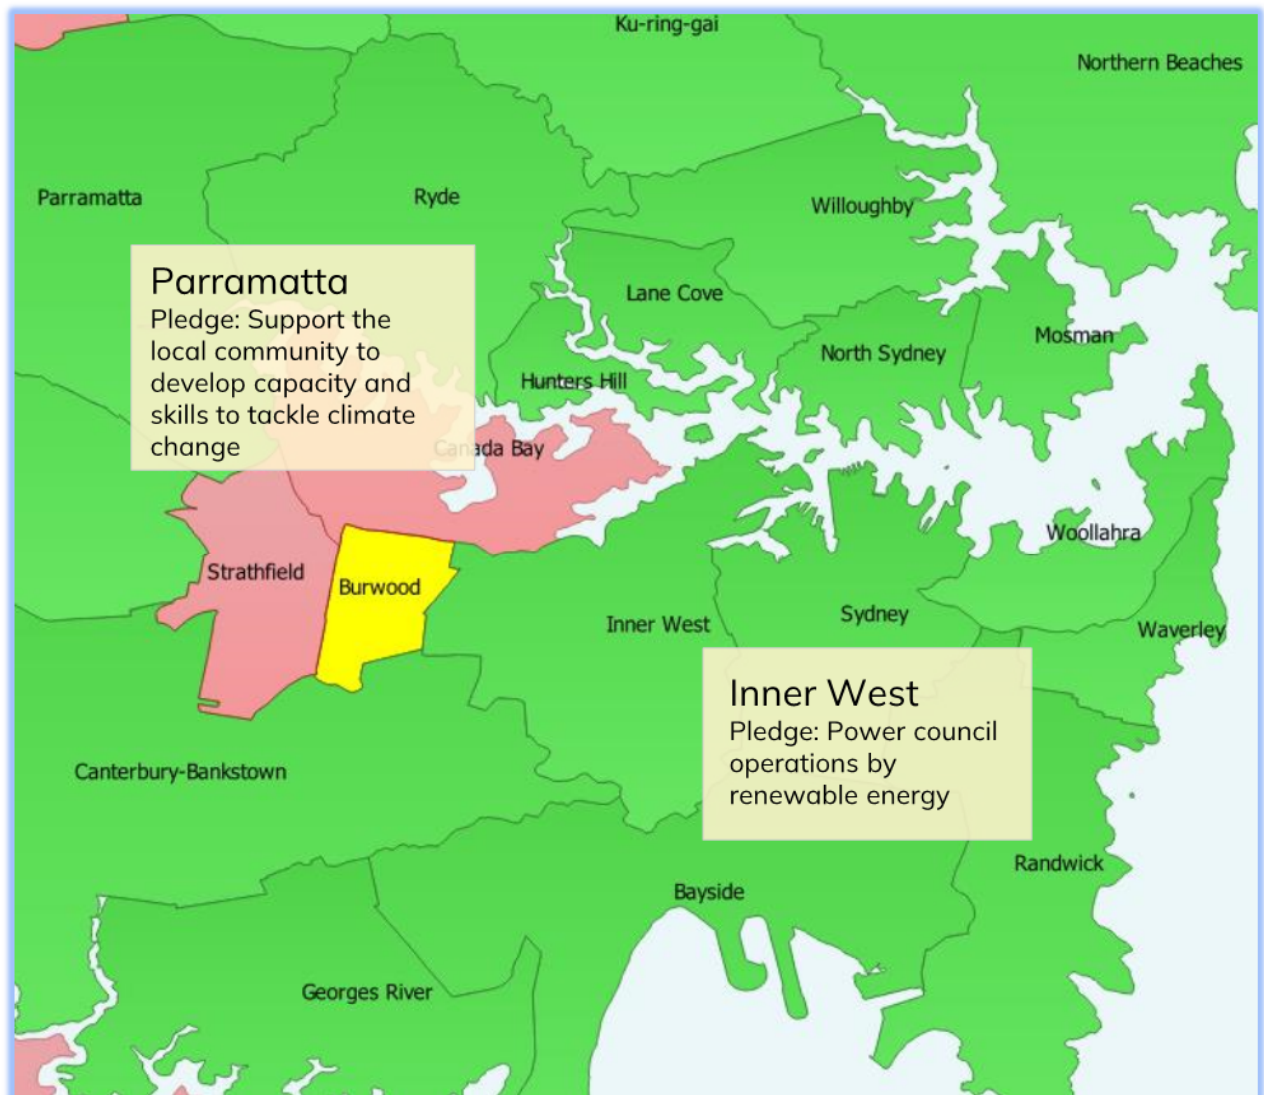 Ku-ring-gai
Northern Beaches
Parramatta
Ryde
Willoughby
Parramatta
Pledge: Support the
local community to
develop capacity and
skills to tackle climate
change
Lane Cove
Mosman
North Sydney
Hunters Hill
Canada Bay
Woollahra
Strathfield
Burwood
Inner West
Sydney
Waverley
Inner West
Pledge: Power council
operations by
renewable energy
Canterbury-Bankstown
Randwick
Bayside
Georges River